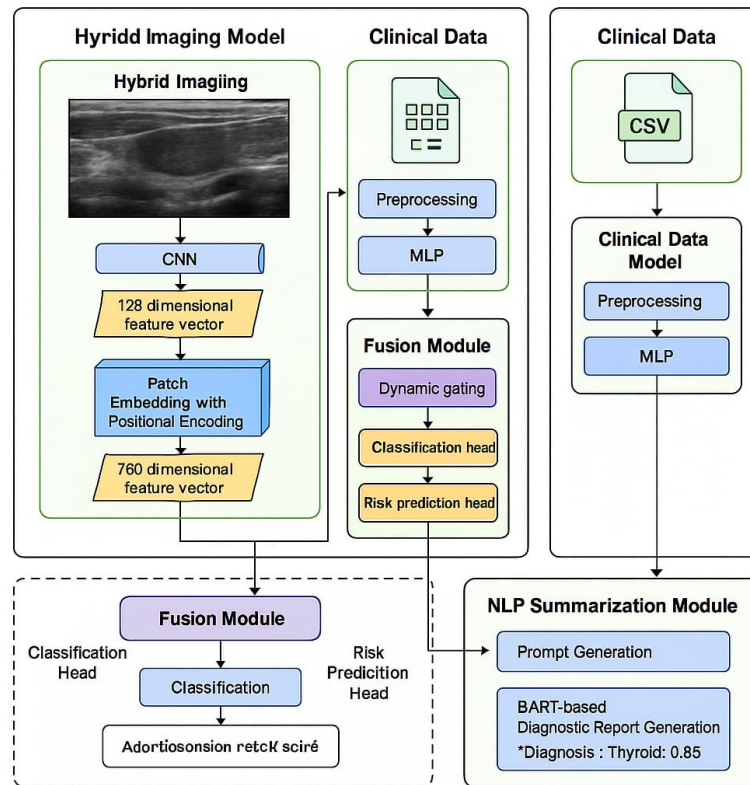 Hyridd Imaging Model
Hybrid Imagiing
CNN
128 dimensional
feature vector
Patch
Embedding with
Positional Encoding
760 dimensional
feature vector
Clinical Data
Preprocessing
MLP
Fusion Module
Dynamic gating
Classification head
Risk prediction head
Clinical Data
CSV
Clinical Data
Model
Preprocessing
MLP
Fusion Module
Classification
Head
Risk
Predicition
Head
Classification
Adortiosonsion retck sciré
NLP Summarization Module
Prompt Generation
BART-based
Diagnostic Report Generation
*Diagnosis : Thyroid: 0.85